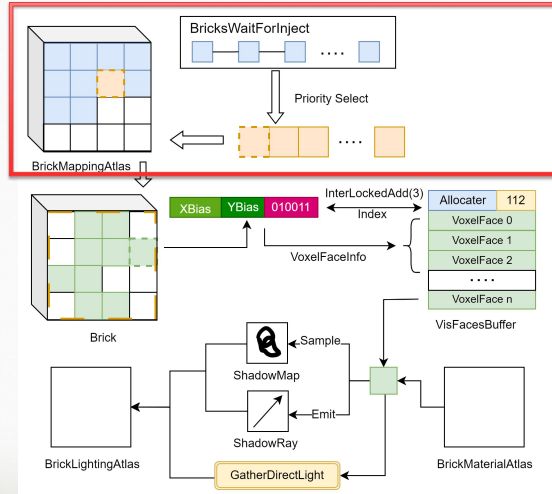 BricksWaitForInject
....
Priority Select
....
BrickMappingAtlas
XBias YBias 010011
InterLockedAdd(3)
Index
Allocater 112
VoxelFace 0
VoxelFace 1
VoxelFace 2
....
VoxelFace n
VoxelFaceInfo
Brick
VisFacesBuffer
Sample
ShadowMap
Emit
ShadowRay
BrickLightingAtlas
GatherDirectLight
BrickMaterialAtlas